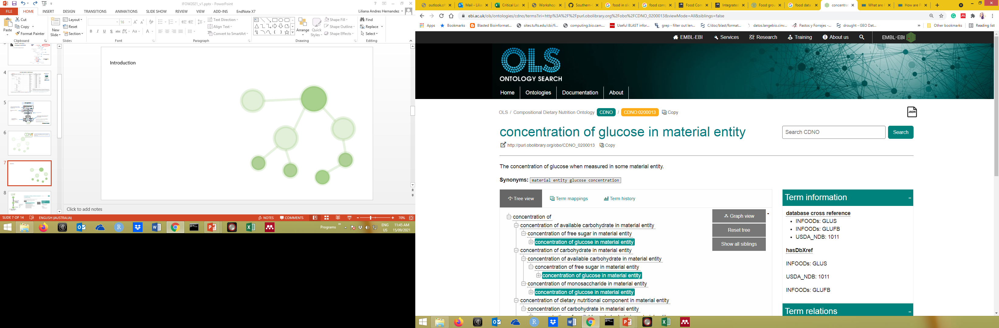 IFOW2021_v1.pptx - PowerPoint
FILE HOME INSERT DESIGN TRANSITIONS ANIMATIONS SLIDE SHOW REVIEW VIEW ADD-INS EndNote X7
Liliana Andres Hernandez
Paste
Cut
Copy
Format Painter
Clipboard
New
Slide
Layout
Reset
Section
Slides
16
B I U S abc AV Aa A
Font
Text Direction
Align Text
Convert to SmartArt
Paragraph
Arrange
Quick
Styles
Shape Fill
Shape Outline
Shape Effects
Drawing
Find
Replace
Select
Editing
4
5
6
CDN
7
8
Introduction
Click to add notes
SLIDE 7 OF 14 ENGLISH (AUSTRALIA) NOTES COMMENTS 70%
Programs
ENG
US
11:45 AM
15/09/2021
outlook.of
Mail - Lilia
Critical Lab
Workshop
Southern-
food in sli
food com
Food Com
Integrated
Food grou
food data
concentra
What are
How are F
ebi.ac.uk/ols/ontologies/cdno/terms?iri=http%3A%2F%2Fpurl.obolibrary.org%2Fobo%2FCDNO_0200013&viewMode=All&siblings=false
Apps
Bookmarks
Blasted Bioinformat...
sites.tufts.edu/cbi/fi...
computing.bio.cam....
Useful BLAST infor...
grep - filter out len...
C/doc/blast/format...
datos.langebio.cinv...
Pastos y Forrajes -...
drought - GEO Dat...
»
Other bookmarks
Reading list
EMBL-EBI Services Research Training About us
EMBL-EBI
OLS
ONTOLOGY SEARCH
Home Ontologies Documentation About
OLS / Compositional Dietary Nutrition Ontology CDNO / CDNO:0200013 Copy
JSON
concentration of glucose in material entity
Search CDNO
Search
http://purl.obolibrary.org/obo/CDNO_0200013 Copy
The concentration of glucose when measured in some material entity.
Synonyms: material entity glucose concentration
Tree view
Term mappings
Term history
concentration of
concentration of available carbohydrate in material entity
concentration of free sugar in material entity
concentration of glucose in material entity
concentration of carbohydrate in material entity
concentration of available carbohydrate in material entity
concentration of free sugar in material entity
concentration of glucose in material entity
concentration of monosaccharide in material entity
concentration of glucose in material entity
concentration of dietary nutritional component in material entity
concentration of carbohydrate in material entity
Graph view
Reset tree
Show all siblings
Term information
-
database cross reference
INFOODs: GLUS
INFOODs: GLUFB
USDA_NDB: 1011
hasDbXref
INFOODs: GLUS
USDA_NDB: 1011
INFOODs: GLUFB
Term relations
-